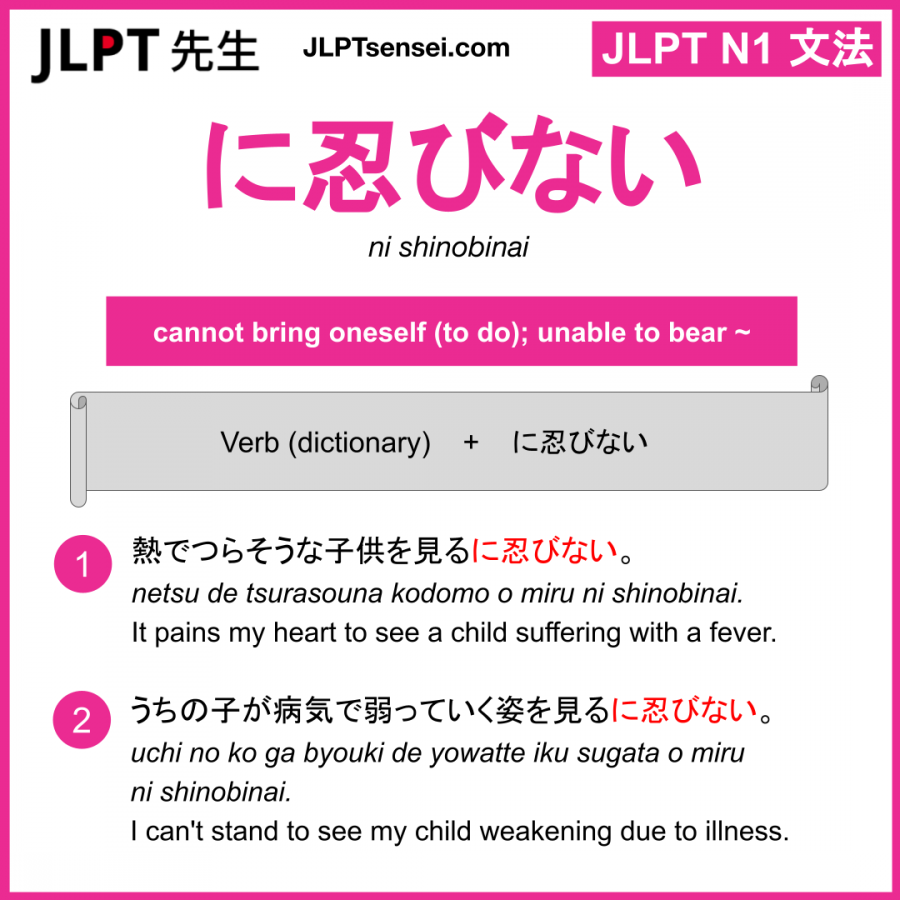 JLPT 先生
JLPTsensei.com
JLPT N1 文法
に忍びない
ni shinobinai
cannot bring oneself (to do); unable to bear ~
Verb (dictionary) + に忍びない
1
熱でつらそうな子供を見るに忍びない。
netsu de tsurasouna kodomo o miru ni shinobinai.
It pains my heart to see a child suffering with a fever.
2
うちの子が病気で弱っていく姿を見るに忍びない。
uchi no ko ga byouki de yowatte iku sugata o miru
ni shinobinai.
I can't stand to see my child weakening due to illness.